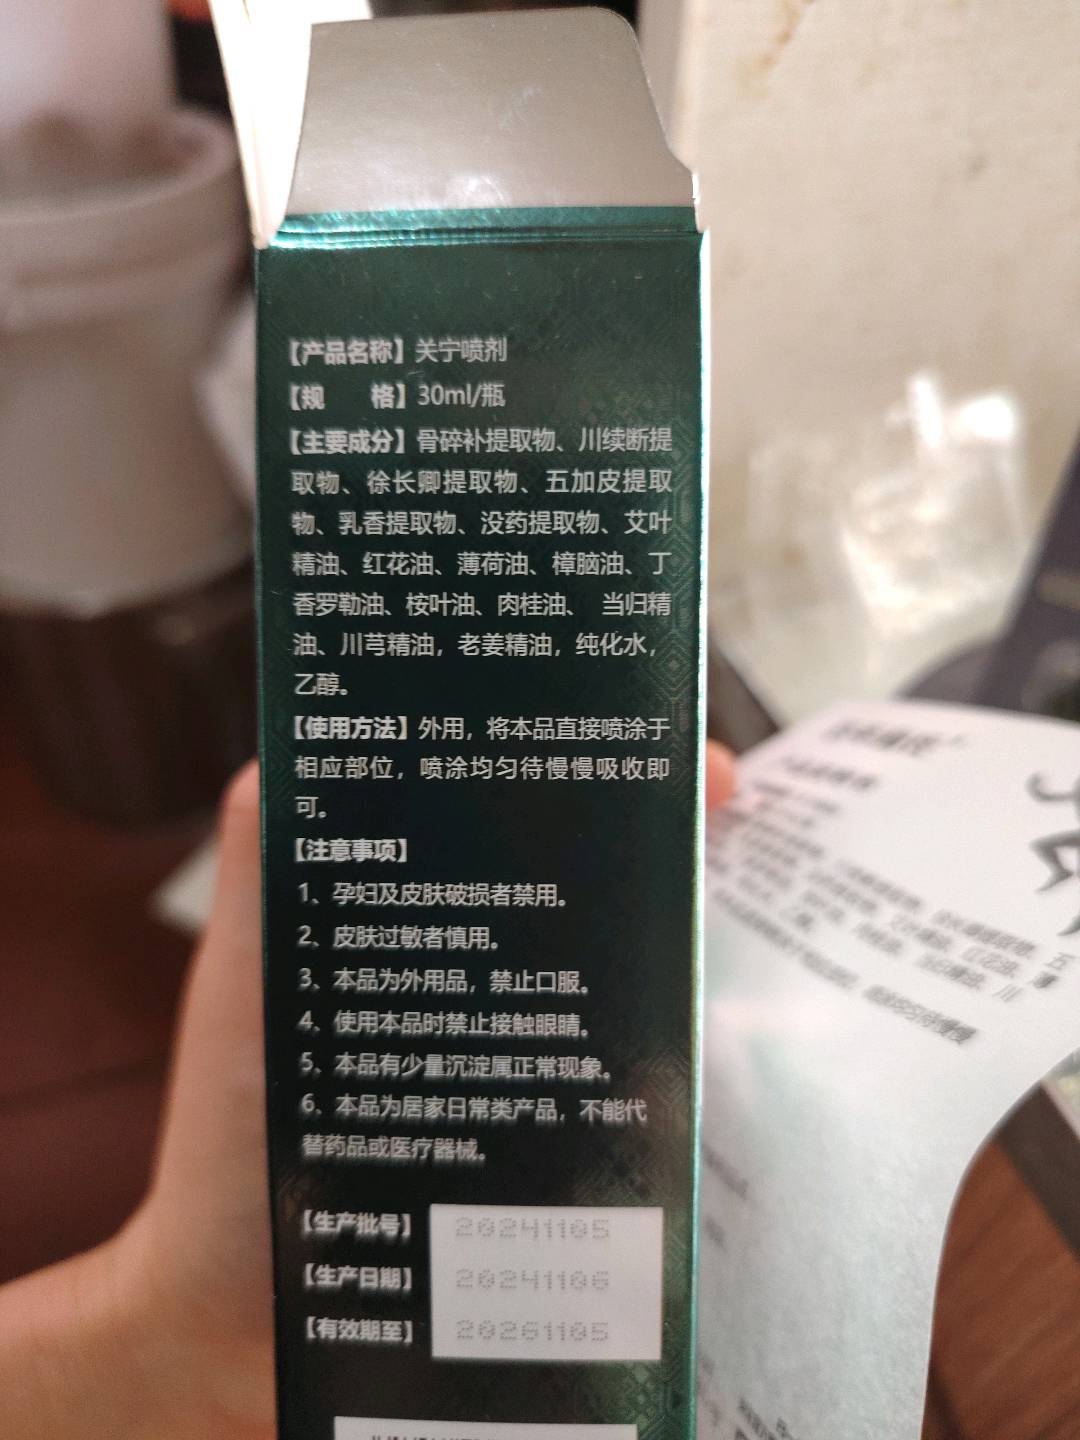 【产品名称】关宁喷剂
【规 格】30ml/瓶
【主要成分】骨碎补提取物、川续断提
取物、徐长卿提取物、五加皮提取
物、乳香提取物、没药提取物、艾叶
精油、红花油、薄荷油、樟脑油、丁
香罗勒油、桉叶油、肉桂油、 当归精
油、川芎精油，老姜精油，纯化水，
乙醇。
【使用方法】外用，将本品直接喷涂于
相应部位，喷涂均匀待慢慢吸收即
可。
【注意事项】
1、孕妇及皮肤破损者禁用。
2、皮肤过敏者慎用。
3、本品为外用品，禁止口服。
4、使用本品时禁止接触眼睛。
5、本品有少量沉淀属正常现象。
6、本品为居家日常类产品，不能代
替药品或医疗器械。
【生产批号】20241105
【生产日期】20241106
【有效期至】20261105